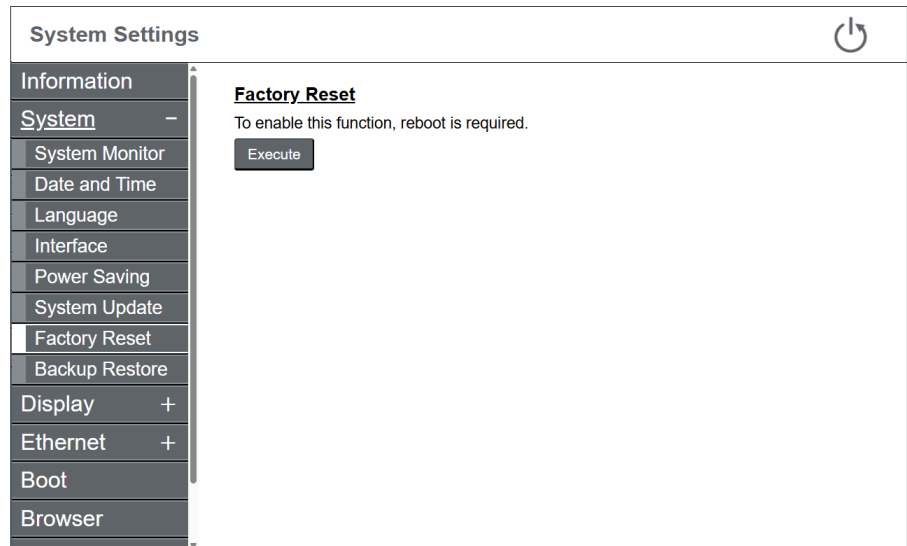 System Settings
Information
System −
System Monitor
Date and Time
Language
Interface
Power Saving
System Update
Factory Reset
Backup Restore
Display +
Ethernet +
Boot
Browser
Factory Reset
To enable this function, reboot is required.
Execute